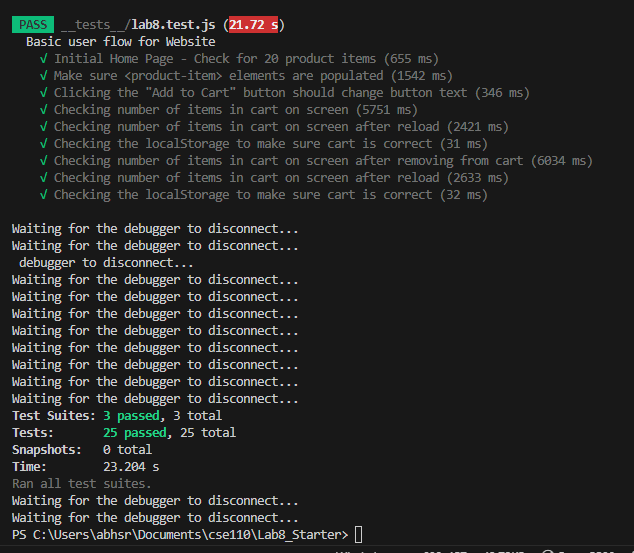 PASS __tests__/lab8.test.js (21.72 s)
Basic user flow for Website
√ Initial Home Page - Check for 20 product items (655 ms)
√ Make sure <product-item> elements are populated (1542 ms)
√ Clicking the "Add to Cart" button should change button text (346 ms)
√ Checking number of items in cart on screen (5751 ms)
√ Checking number of items in cart on screen after reload (2421 ms)
√ Checking the localStorage to make sure cart is correct (31 ms)
√ Checking number of items in cart on screen after removing from cart (6034 ms)
√ Checking number of items in cart on screen after reload (2633 ms)
√ Checking the localStorage to make sure cart is correct (32 ms)
Waiting for the debugger to disconnect...
Waiting for the debugger to disconnect...
debugger to disconnect...
Waiting for the debugger to disconnect...
Waiting for the debugger to disconnect...
Waiting for the debugger to disconnect...
Waiting for the debugger to disconnect...
Waiting for the debugger to disconnect...
Waiting for the debugger to disconnect...
Waiting for the debugger to disconnect...
Waiting for the debugger to disconnect...
Test Suites: 3 passed, 3 total
Tests: 25 passed, 25 total
Snapshots: 0 total
Time: 23.204 s
Ran all test suites.
Waiting for the debugger to disconnect...
Waiting for the debugger to disconnect...
PS C:\Users\abhsr\Documents\cse110\Lab8_Starter>